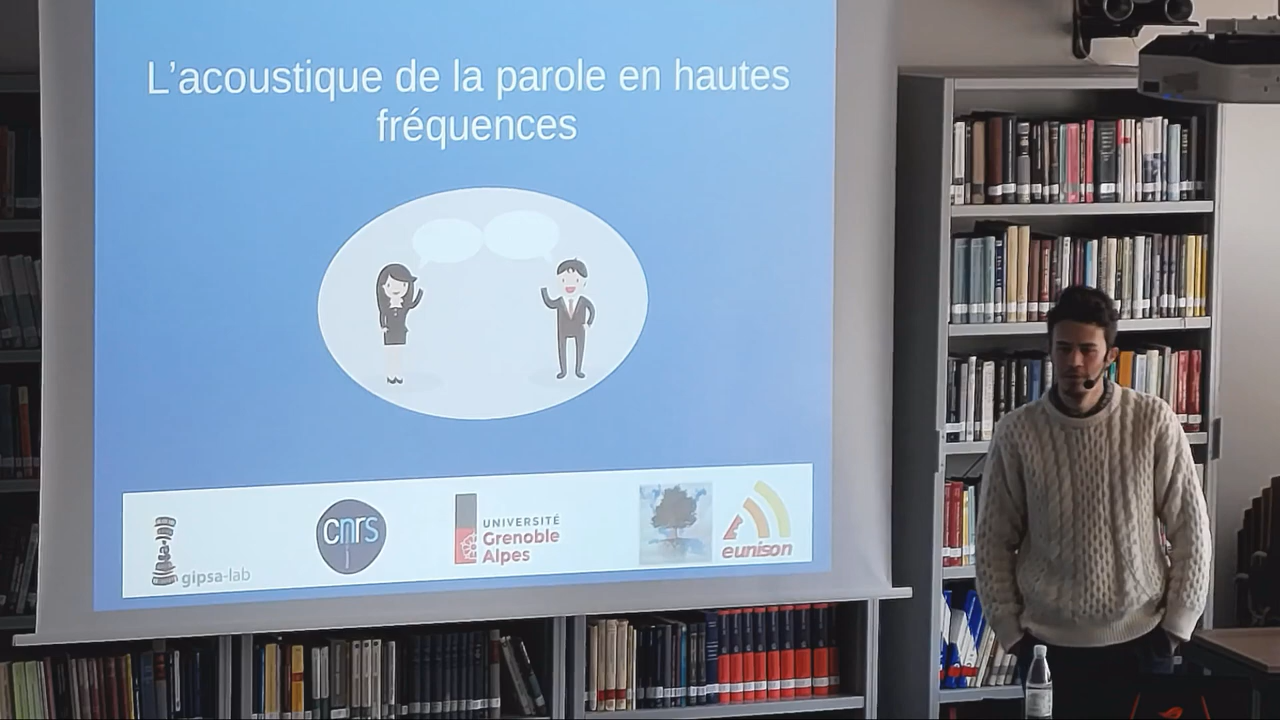 L’acoustique de la parole en hautes
fréquences
gipsa-lab
cnrs
UNIVERSITÉ
Grenoble
Alpes
eunison